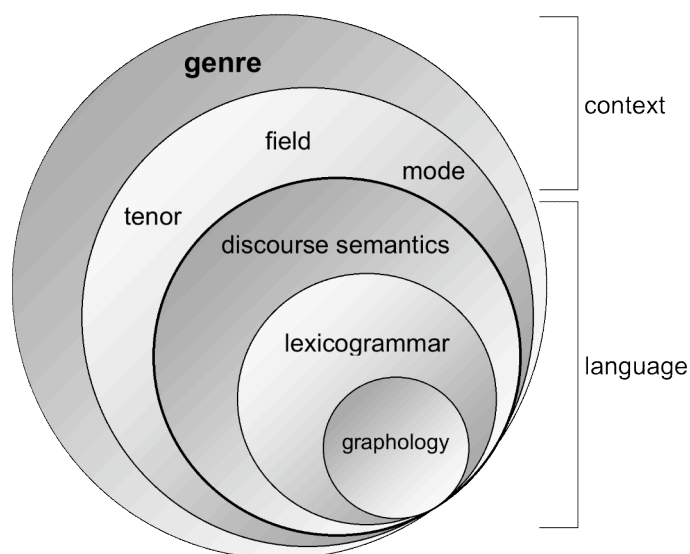 genre
context
field
mode
tenor
discourse semantics
lexicogrammar
language
graphology